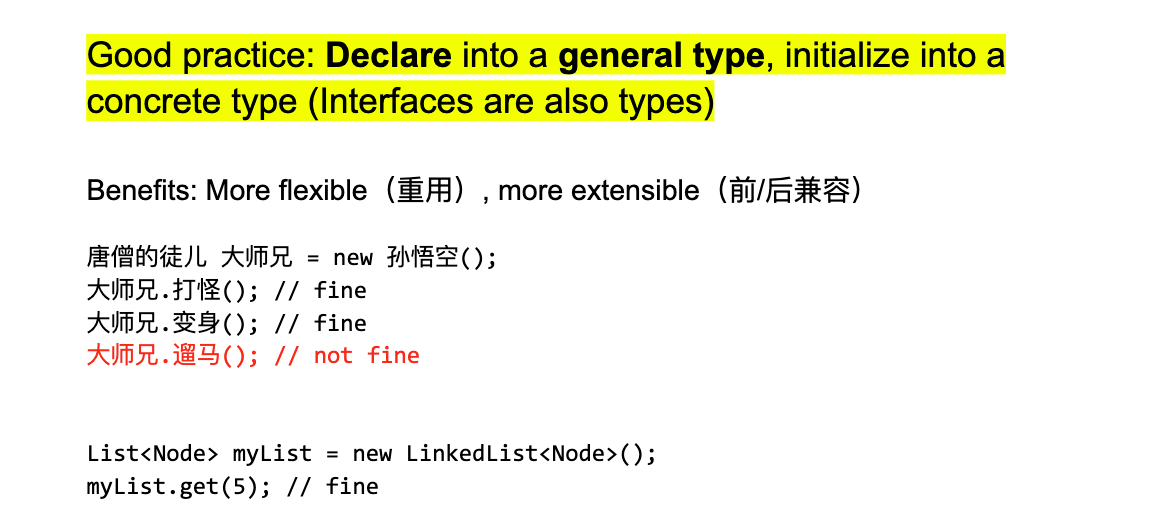 Good practice: Declare into a general type, initialize into a
concrete type (Interfaces are also types)
Benefits: More flexible（重用）, more extensible（前/后兼容）
唐僧的徒儿 大师兄 = new 孙悟空();
大师兄.打怪(); // fine
大师兄.变身(); // fine
大师兄.遛马(); // not fine
List<Node> myList = new LinkedList<Node>();
myList.get(5); // fine